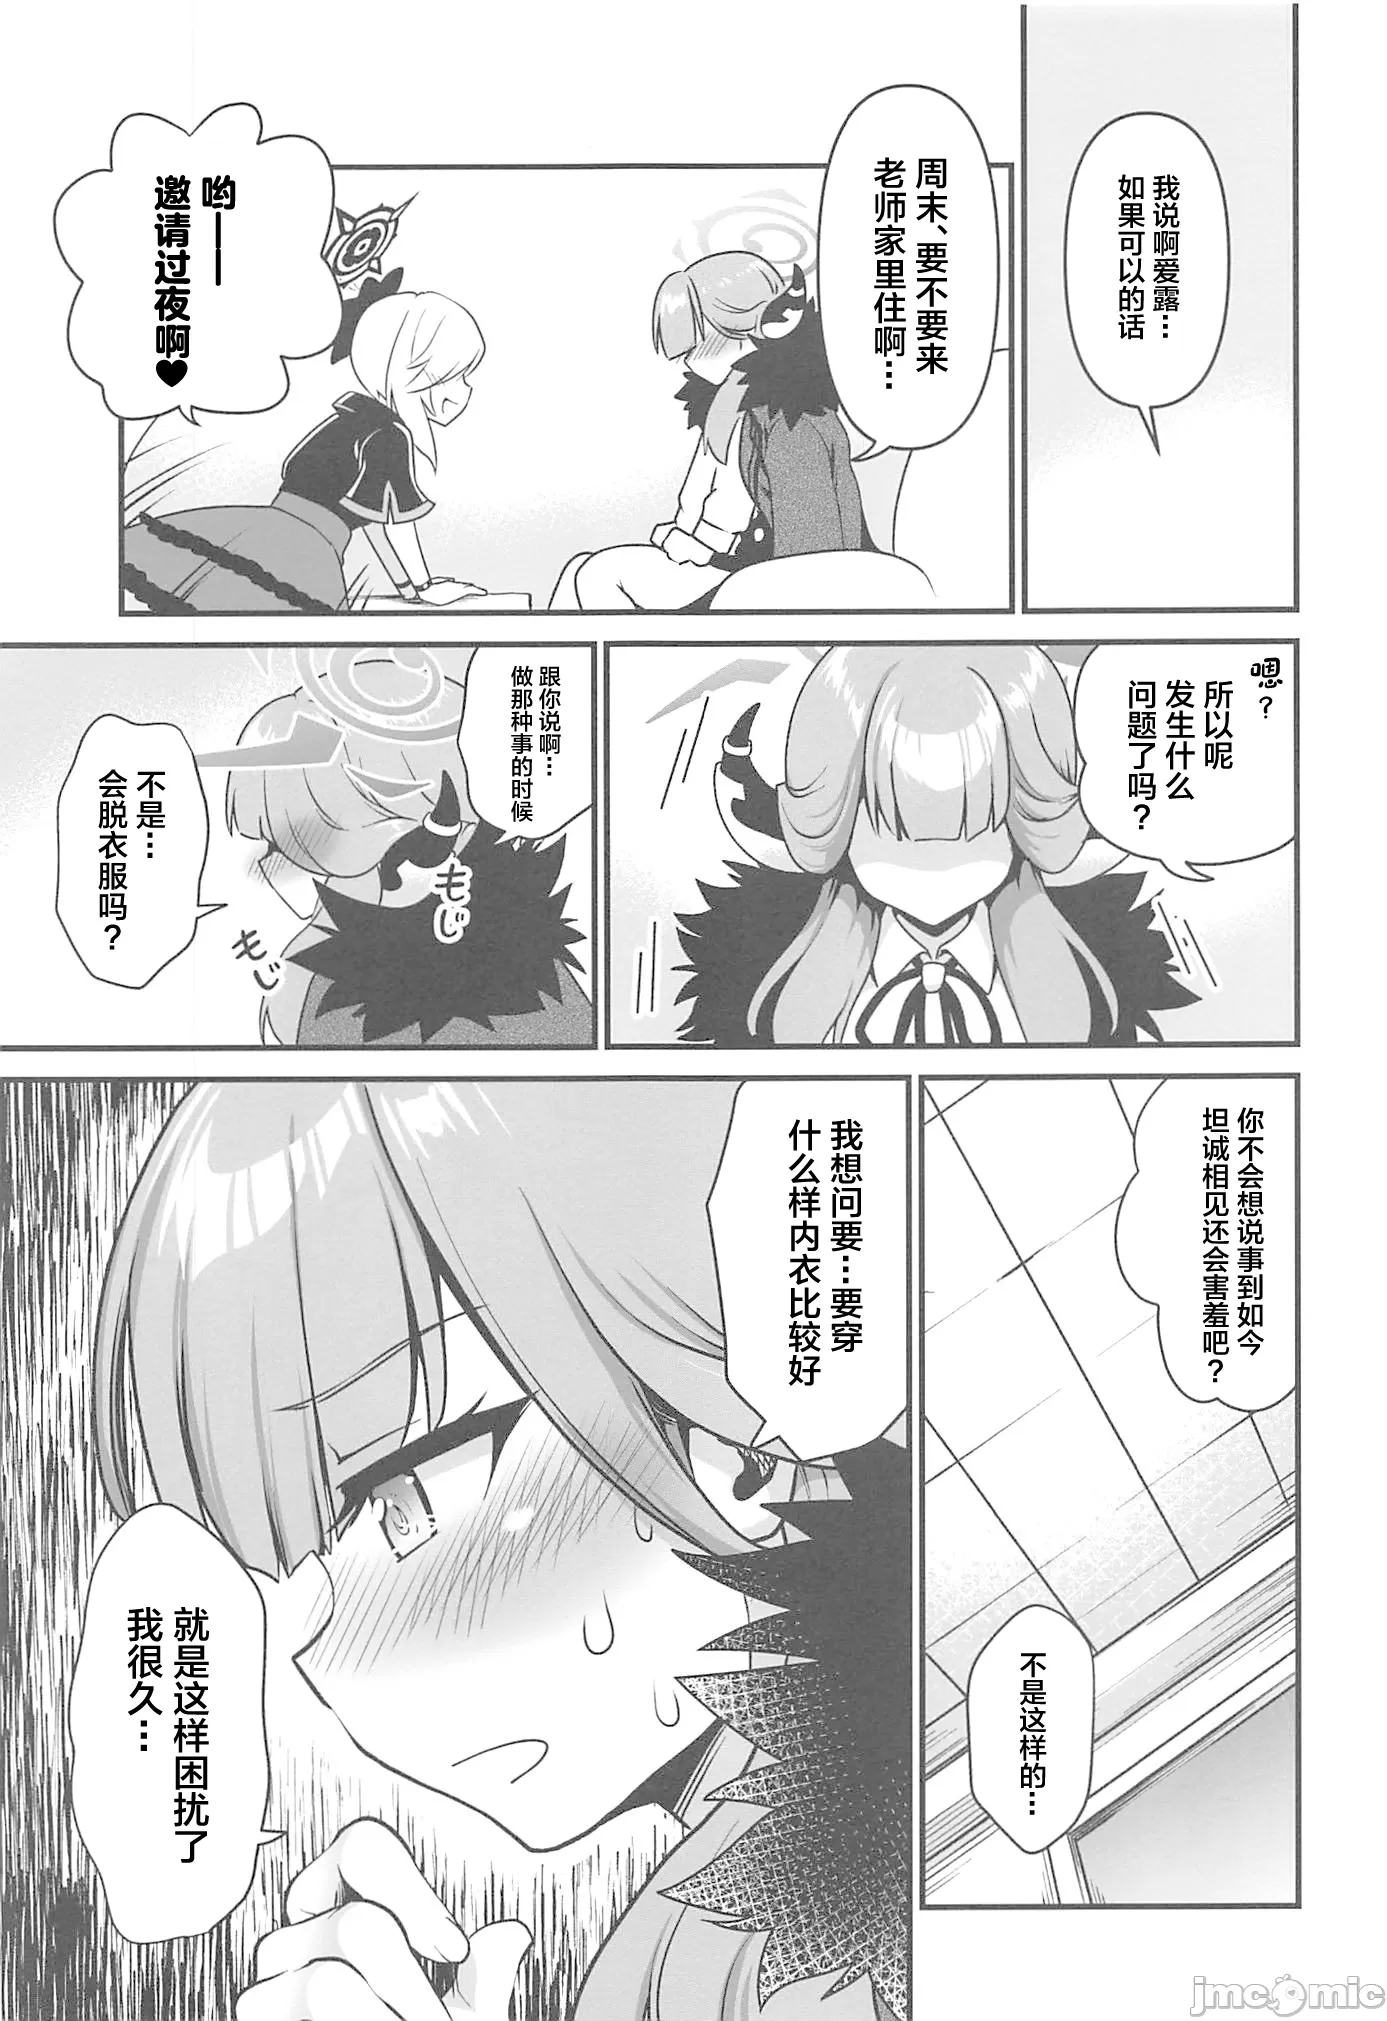 我说啊爱露…
如果可以的话
周末、要不要来
老师家里住啊…
哟——
邀请过夜啊♥
嗯?
所以呢
发生什么
问题了吗?
跟你说啊…
做那种事的时候
不是…
会脱衣服吗?
もじ
もじ
你不会想说事到如今
坦诚相见还会害羞吧?
不是这样的…
我想问要…要穿
什么样内衣比较好
就是这样困扰了
我很久…
jmcomic